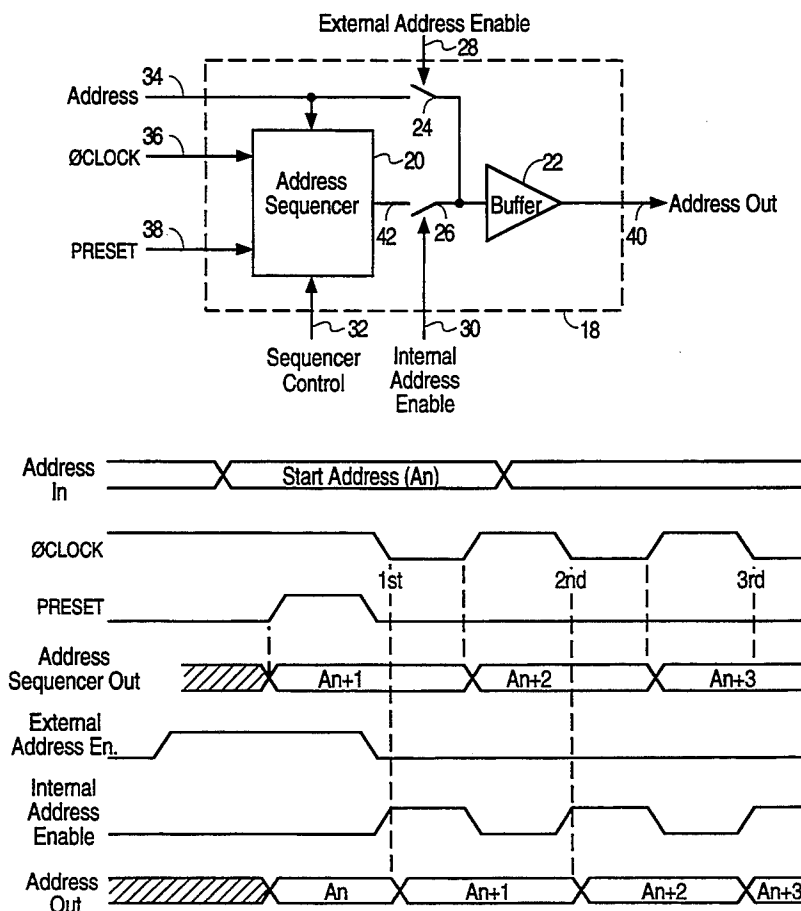 External Address Enable
28
34
Address
24
36
ØCLOCK
20
22
Address
Sequencer
Buffer
Address Out
38
42
26
40
PRESET
32
30
18
Sequencer
Control
Internal
Address
Enable
Address
In
Start Address (An)
ØCLOCK
1st
2nd
3rd
PRESET
Address
Sequencer Out
An+1
An+2
An+3
External
Address En.
Internal
Address
Enable
Address
Out
An
An+1
An+2
An+3